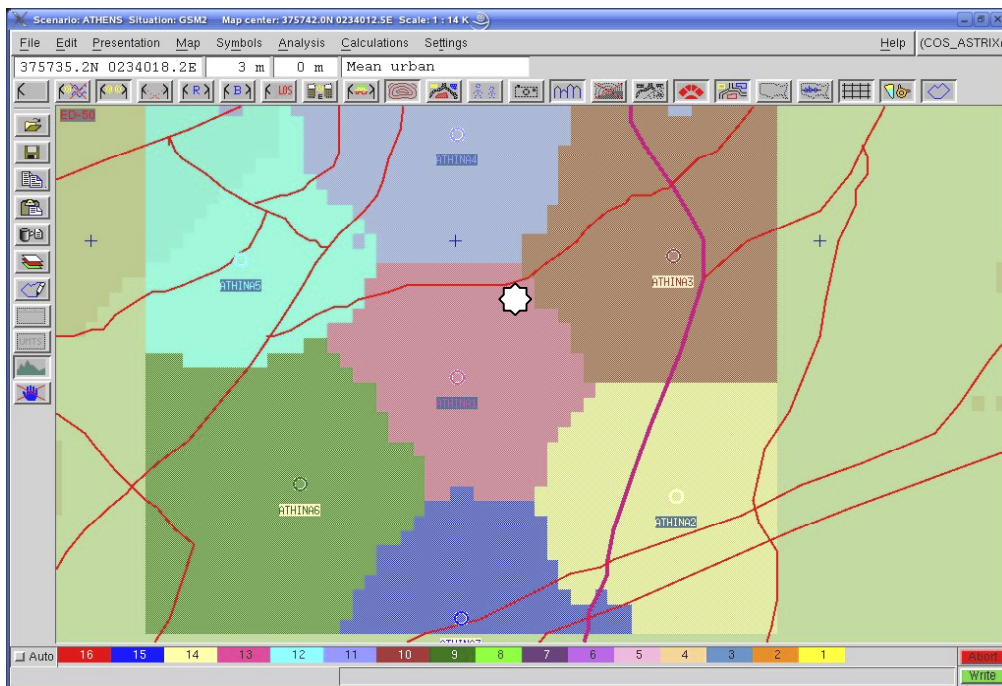 Scenario: ATHENS Situation: GSM2 Map center: 375742.0N 0234012.5E Scale: 1 : 14 K
File Edit Presentation Map Symbols Analysis Calculations Settings Help (COS_ASTRIX
375735.2N 0234018.2E 3 m 0 m Mean urban
R B LOS E
ED-50
ATHINA4
ATHINA5
ATHINA3
ATHINA1
ATHINA6
ATHINA2
UMTS
Auto 16 15 14 13 12 11 10 9 8 7 6 5 4 3 2 1 Abort
Write